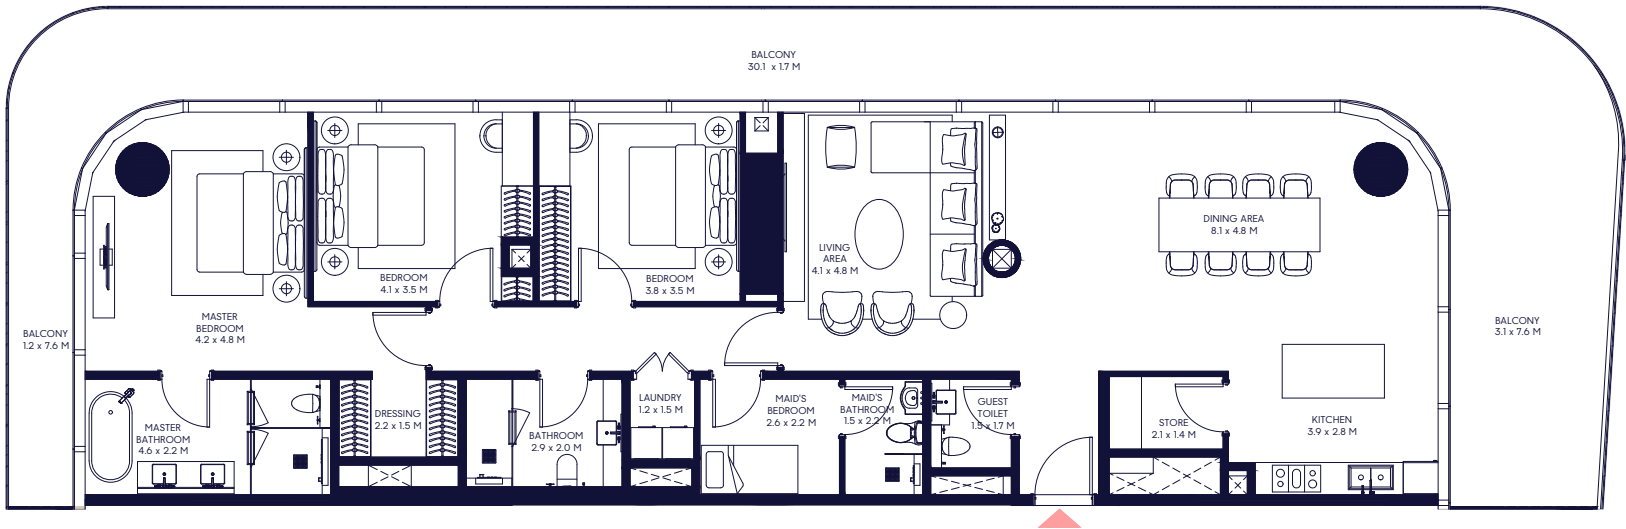 BALCONY
30.1 x 1.7 M
BALCONY
1.2 x 7.6 M
MASTER
BEDROOM
4.2 x 4.8 M
BEDROOM
4.1 x 3.5 M
BEDROOM
3.8 x 3.5 M
LIVING
AREA
4.1 x 4.8 M
DINING AREA
8.1 x 4.8 M
BALCONY
3.1 x 7.6 M
MASTER
BATHROOM
4.6 x 2.2 M
DRESSING
2.2 x 1.5 M
BATHROOM
2.9 x 2.0 M
LAUNDRY
1.2 x 1.5 M
MAID'S
BEDROOM
2.6 x 2.2 M
MAID'S
BATHROOM
1.5 x 2.2 M
GUEST
TOILET
1.5 x 1.7 M
STORE
2.1 x 1.4 M
KITCHEN
3.9 x 2.8 M